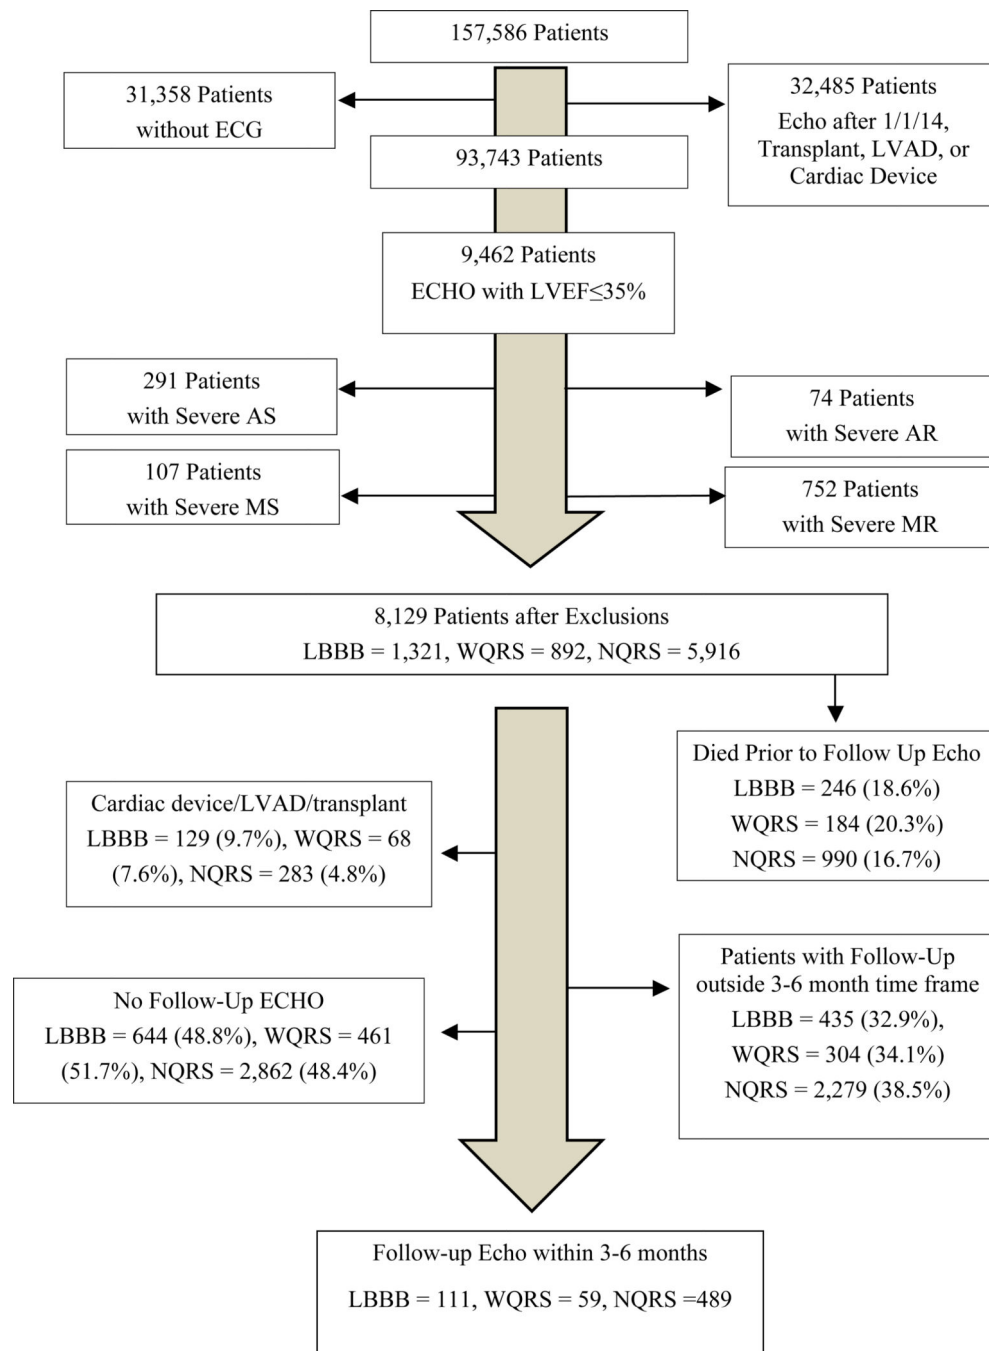 157,586 Patients
31,358 Patients
without ECG
32,485 Patients
Echo after 1/1/14,
Transplant, LVAD, or
Cardiac Device
93,743 Patients
9,462 Patients
ECHO with LVEF≤35%
291 Patients
with Severe AS
74 Patients
with Severe AR
107 Patients
with Severe MS
752 Patients
with Severe MR
8,129 Patients after Exclusions
LBBB = 1,321, WQRS = 892, NQRS = 5,916
Died Prior to Follow Up Echo
LBBB = 246 (18.6%)
WQRS = 184 (20.3%)
NQRS = 990 (16.7%)
Cardiac device/LVAD/transplant
LBBB = 129 (9.7%), WQRS = 68
(7.6%), NQRS = 283 (4.8%)
Patients with Follow-Up
outside 3-6 month time frame
LBBB = 435 (32.9%),
WQRS = 304 (34.1%)
NQRS = 2,279 (38.5%)
No Follow-Up ECHO
LBBB = 644 (48.8%), WQRS = 461
(51.7%), NQRS = 2,862 (48.4%)
Follow-up Echo within 3-6 months
LBBB = 111, WQRS = 59, NQRS =489